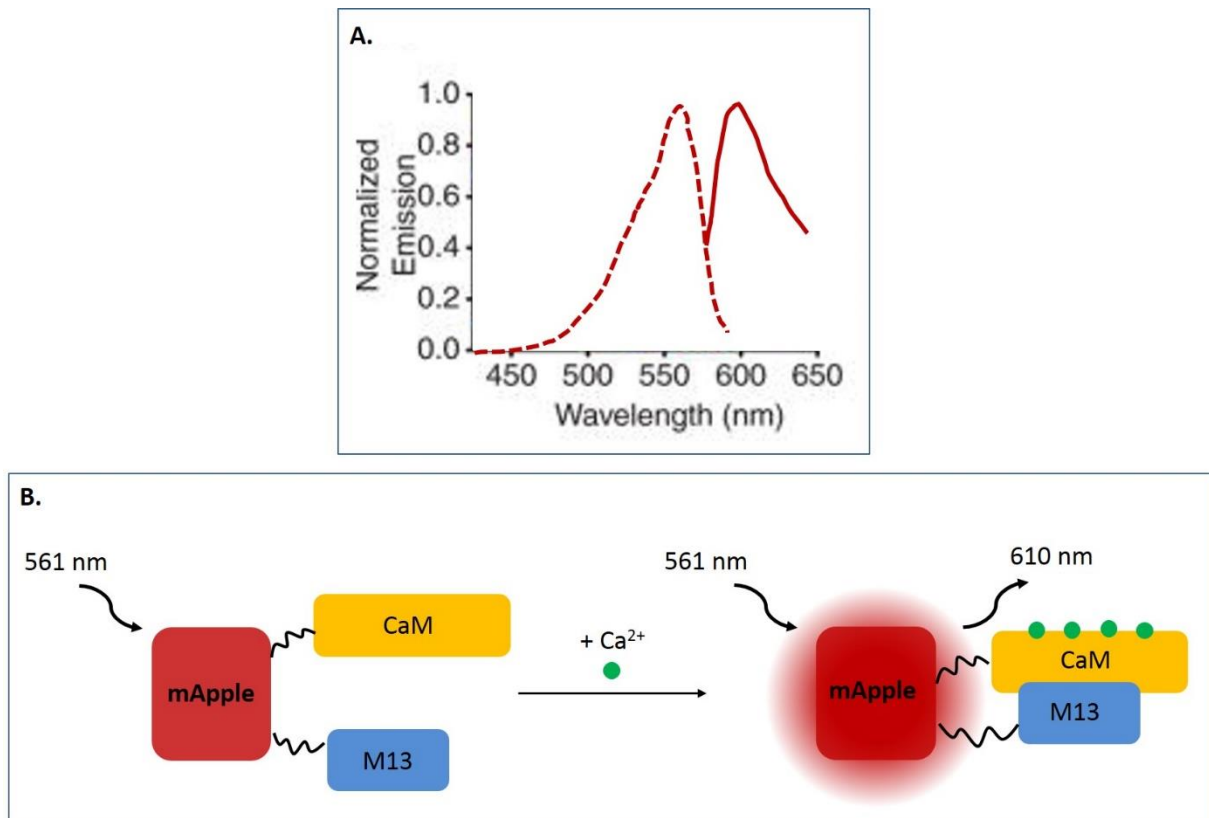 A.
Normalized
Emission
1.0
0.8
0.6
0.4
0.2
0.0
450 500 550 600 650
Wavelength (nm)
B.
561 nm
mApple
CaM
M13
+ Ca²⁺
561 nm
610 nm
mApple
CaM
M13